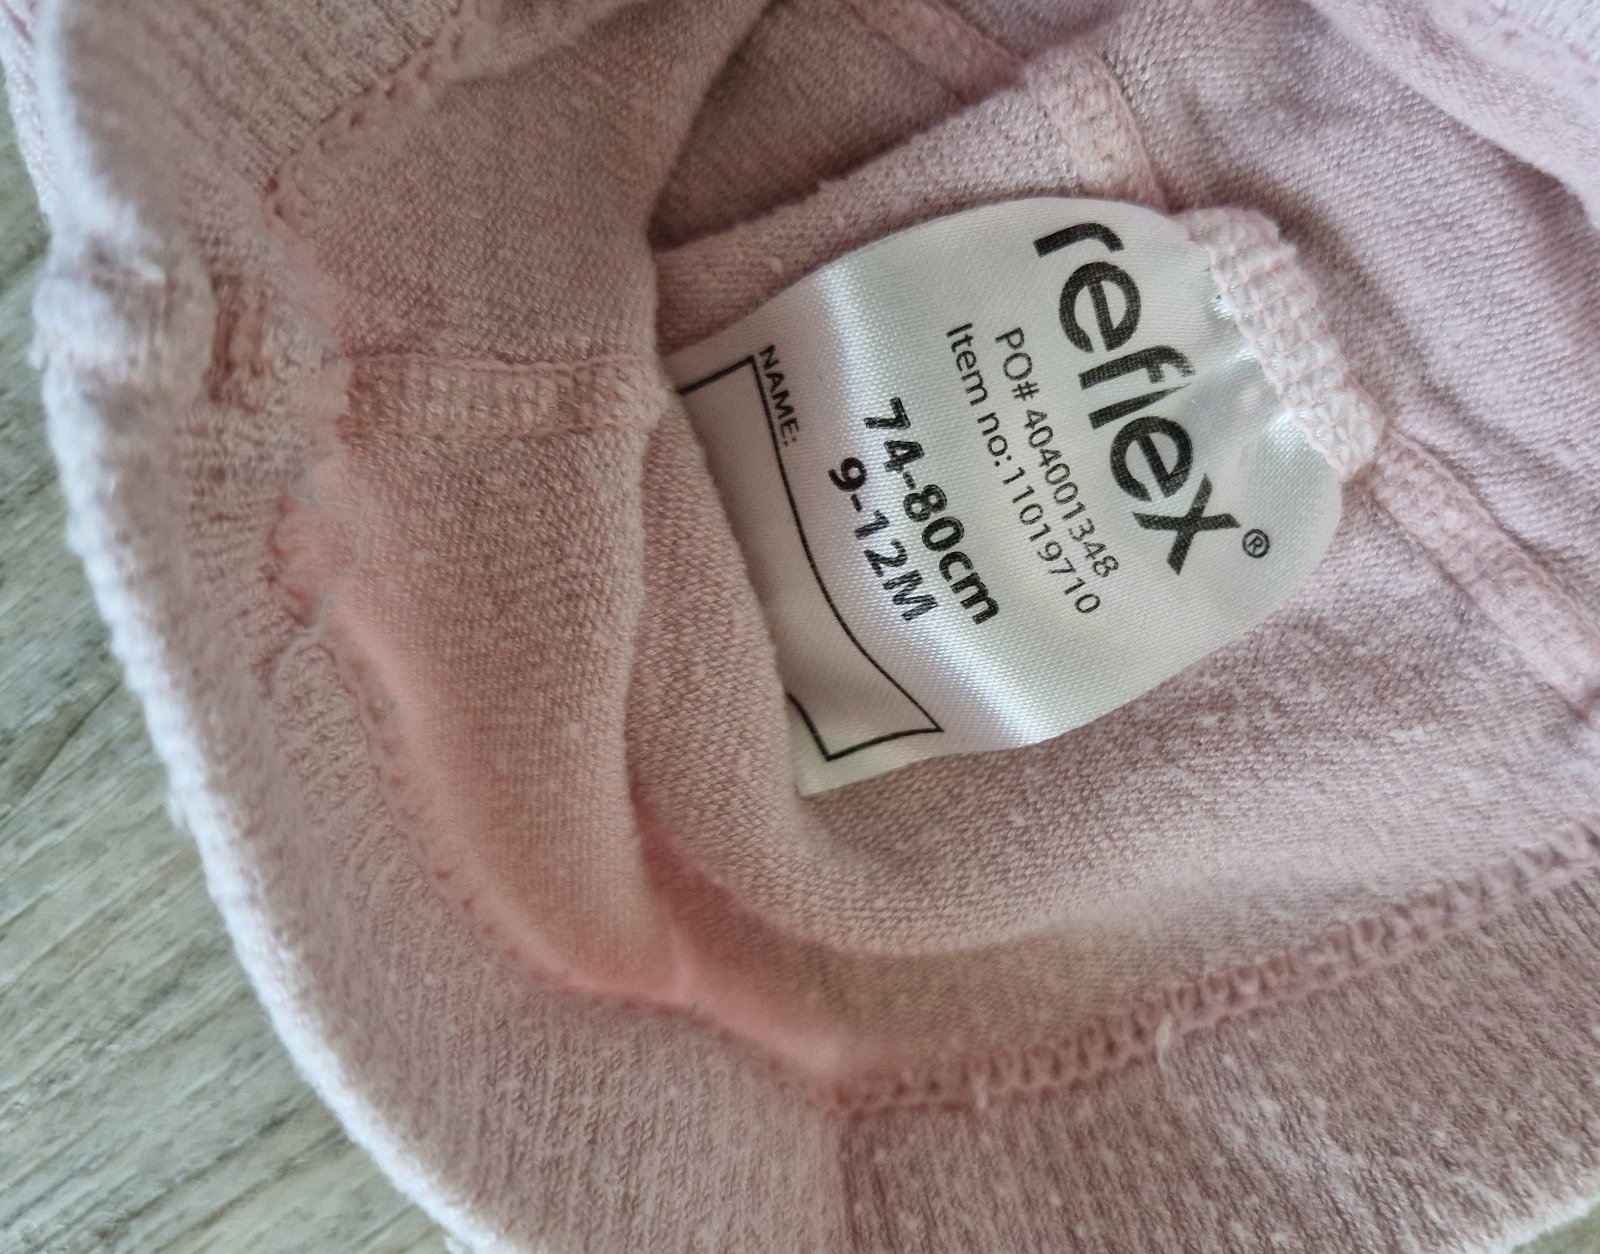 reflex®
PO# 404001348
Item no:11019710
74-80cm
9-12M
NAME: